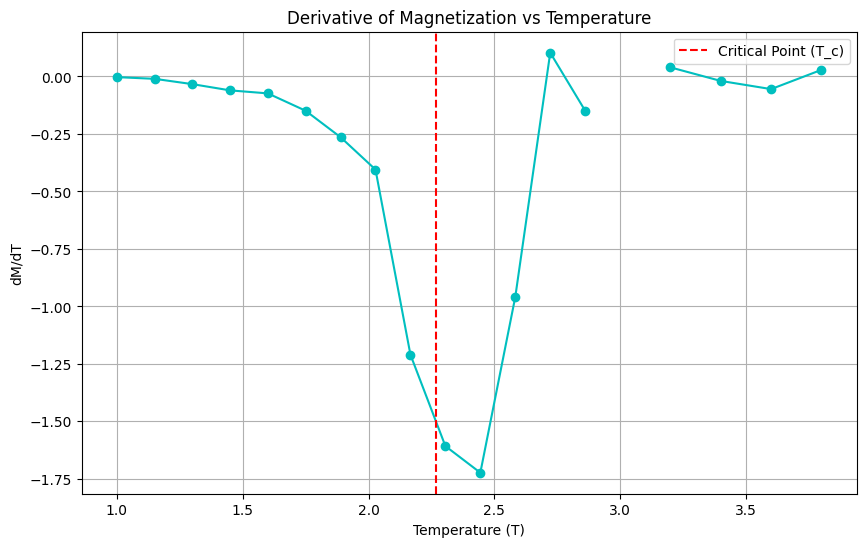 Derivative of Magnetization vs Temperature
Critical Point (T_c)
dM/dT
0.00
−0.25
−0.50
−0.75
−1.00
−1.25
−1.50
−1.75
1.0 1.5 2.0 2.5 3.0 3.5
Temperature (T)